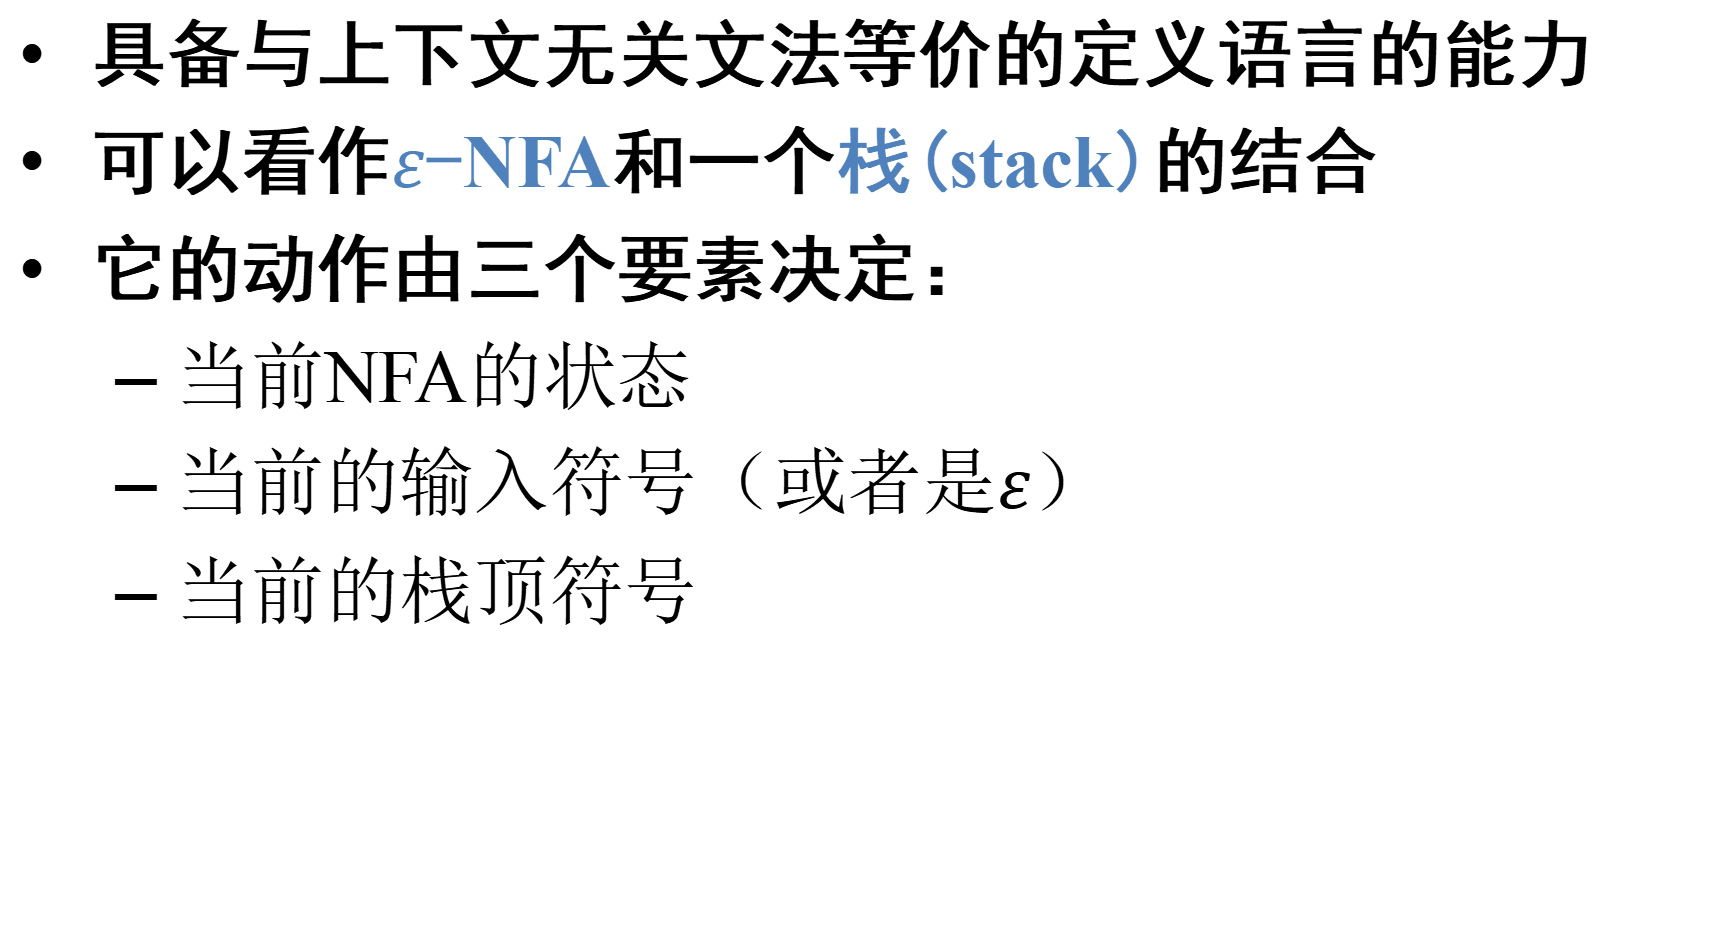 • 具备与上下文无关文法等价的定义语言的能力
• 可以看作ε-NFA和一个栈(stack)的结合
• 它的动作由三个要素决定：
– 当前NFA的状态
– 当前的输入符号（或者是ε）
– 当前的栈顶符号